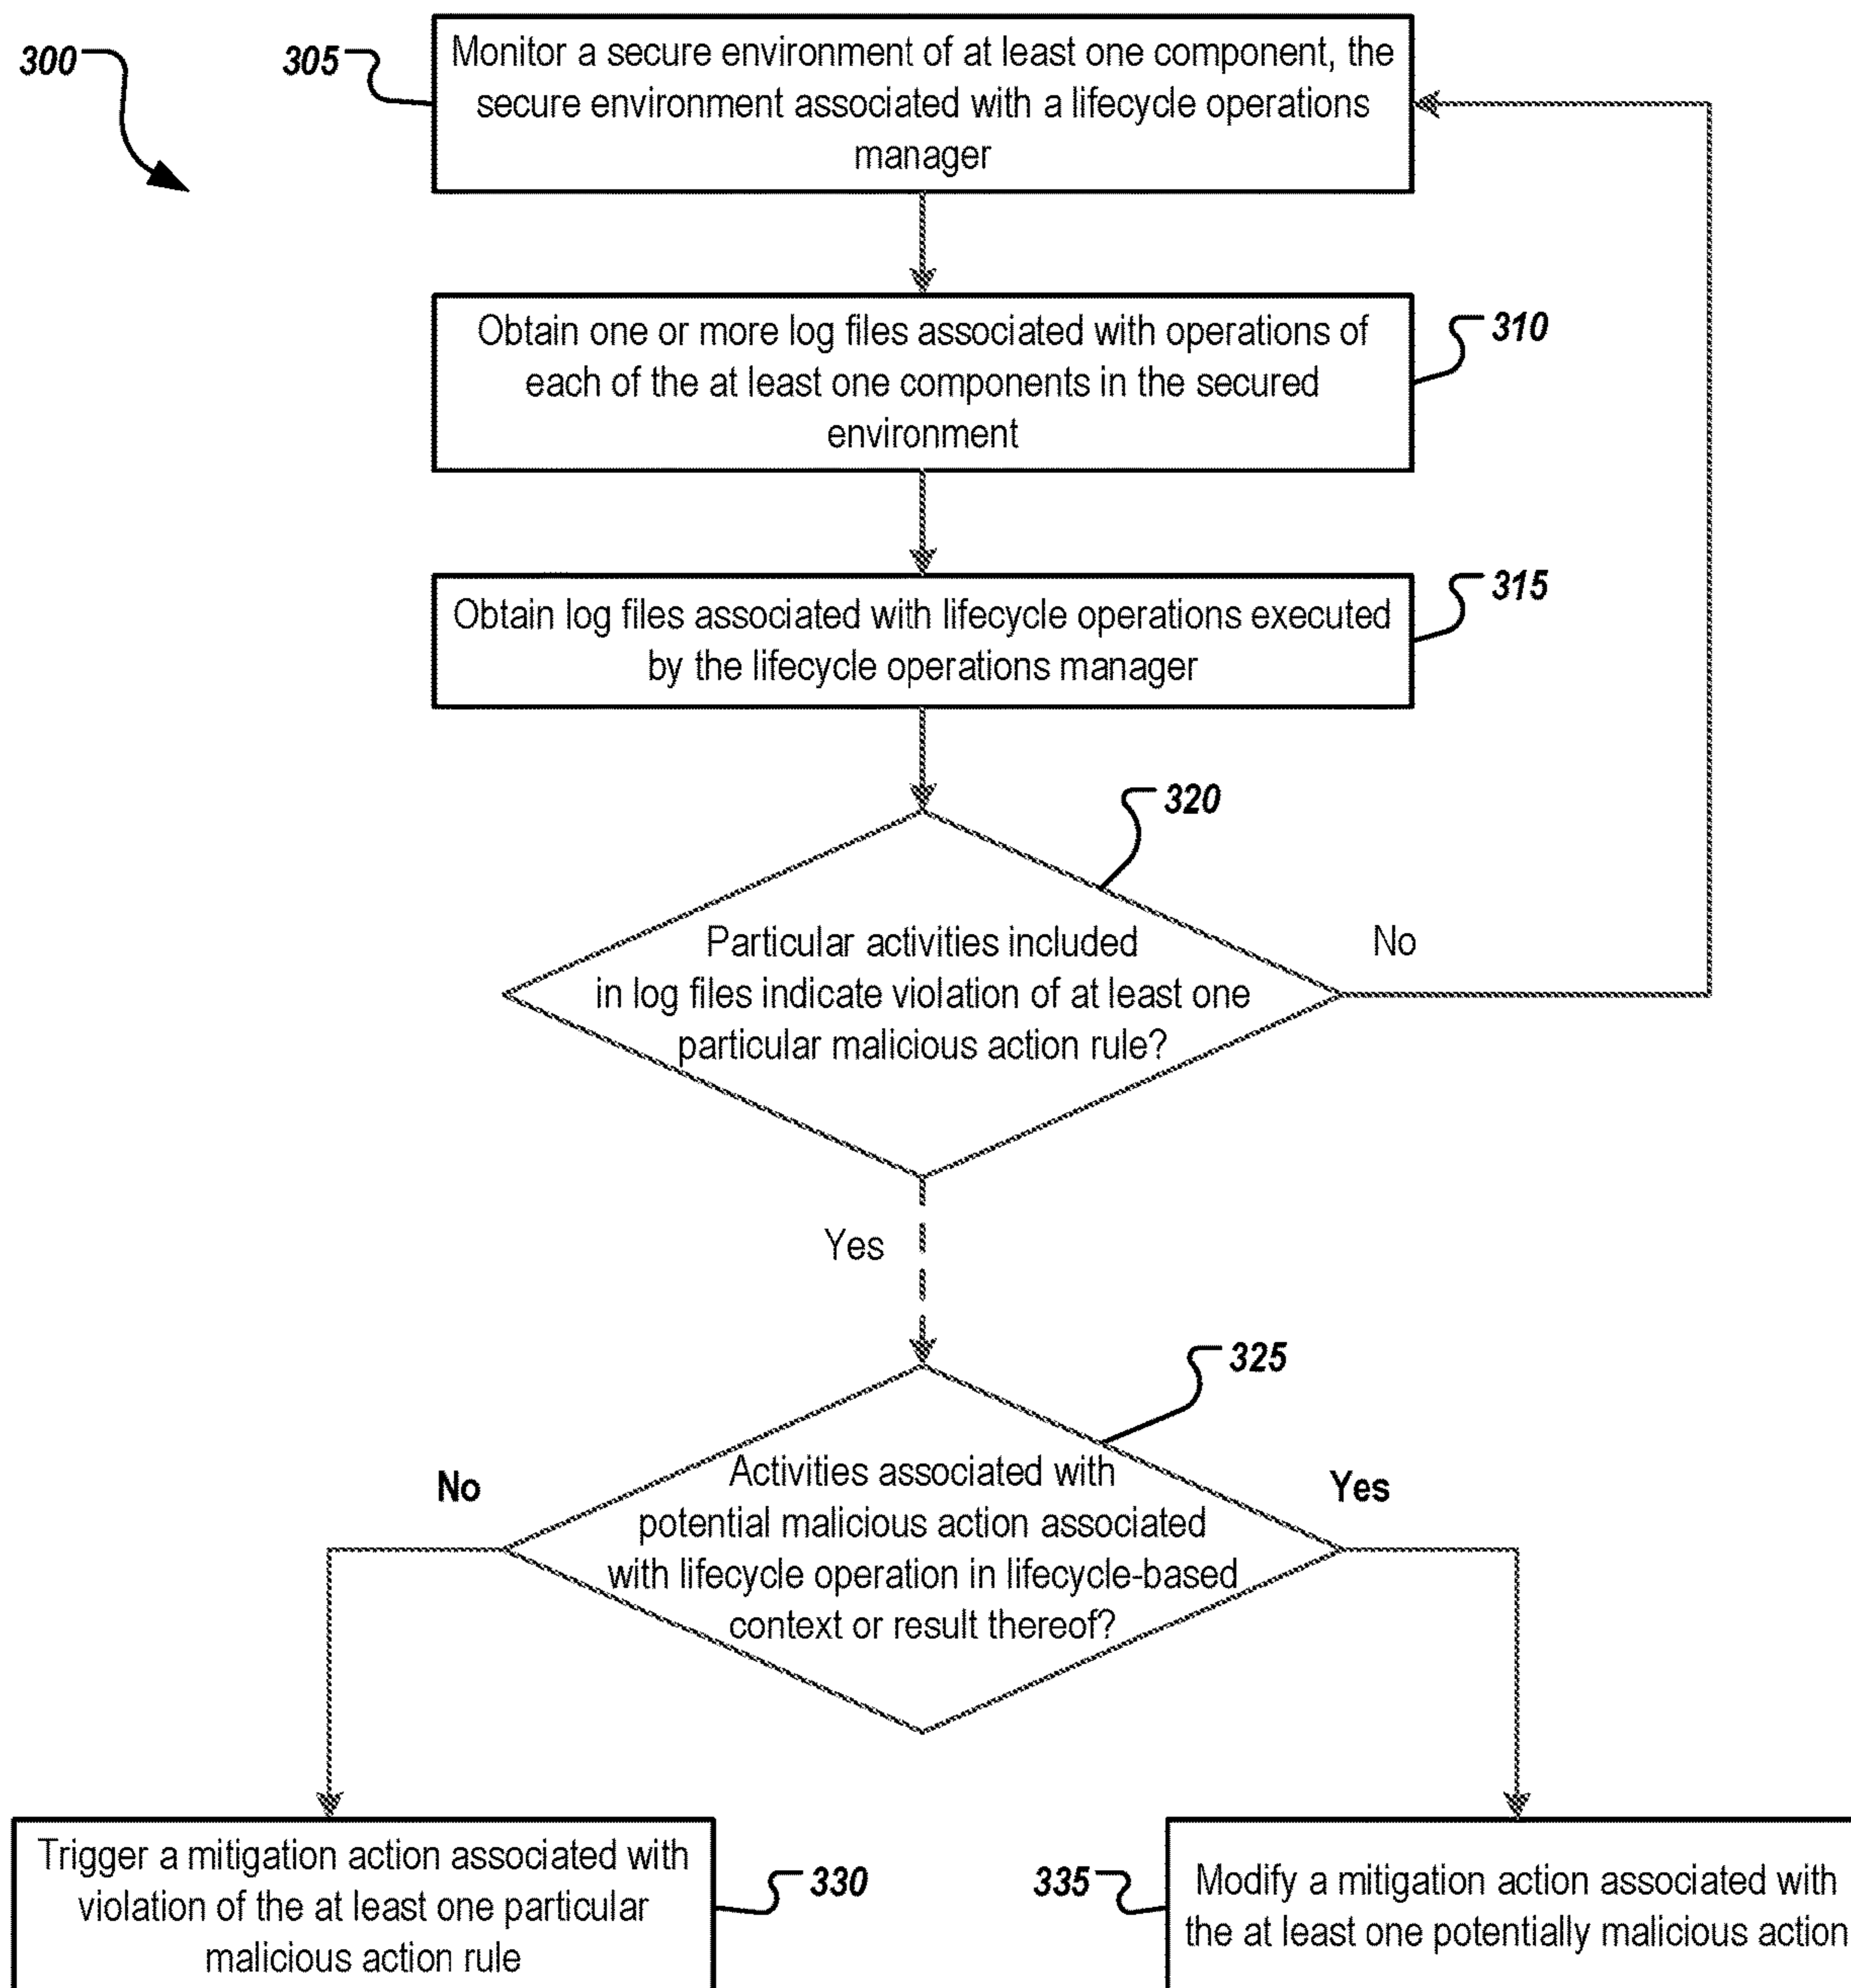 300
305
Monitor a secure environment of at least one component, the
secure environment associated with a lifecycle operations
manager
Obtain one or more log files associated with operations of
each of the at least one components in the secured
environment
310
Obtain log files associated with lifecycle operations executed
by the lifecycle operations manager
315
320
Particular activities included
in log files indicate violation of at least one
particular malicious action rule?
No
Yes
325
No
Activities associated with
potential malicious action associated
with lifecycle operation in lifecycle-based
context or result thereof?
Yes
Trigger a mitigation action associated with
violation of the at least one particular
malicious action rule
330
335
Modify a mitigation action associated with
the at least one potentially malicious action